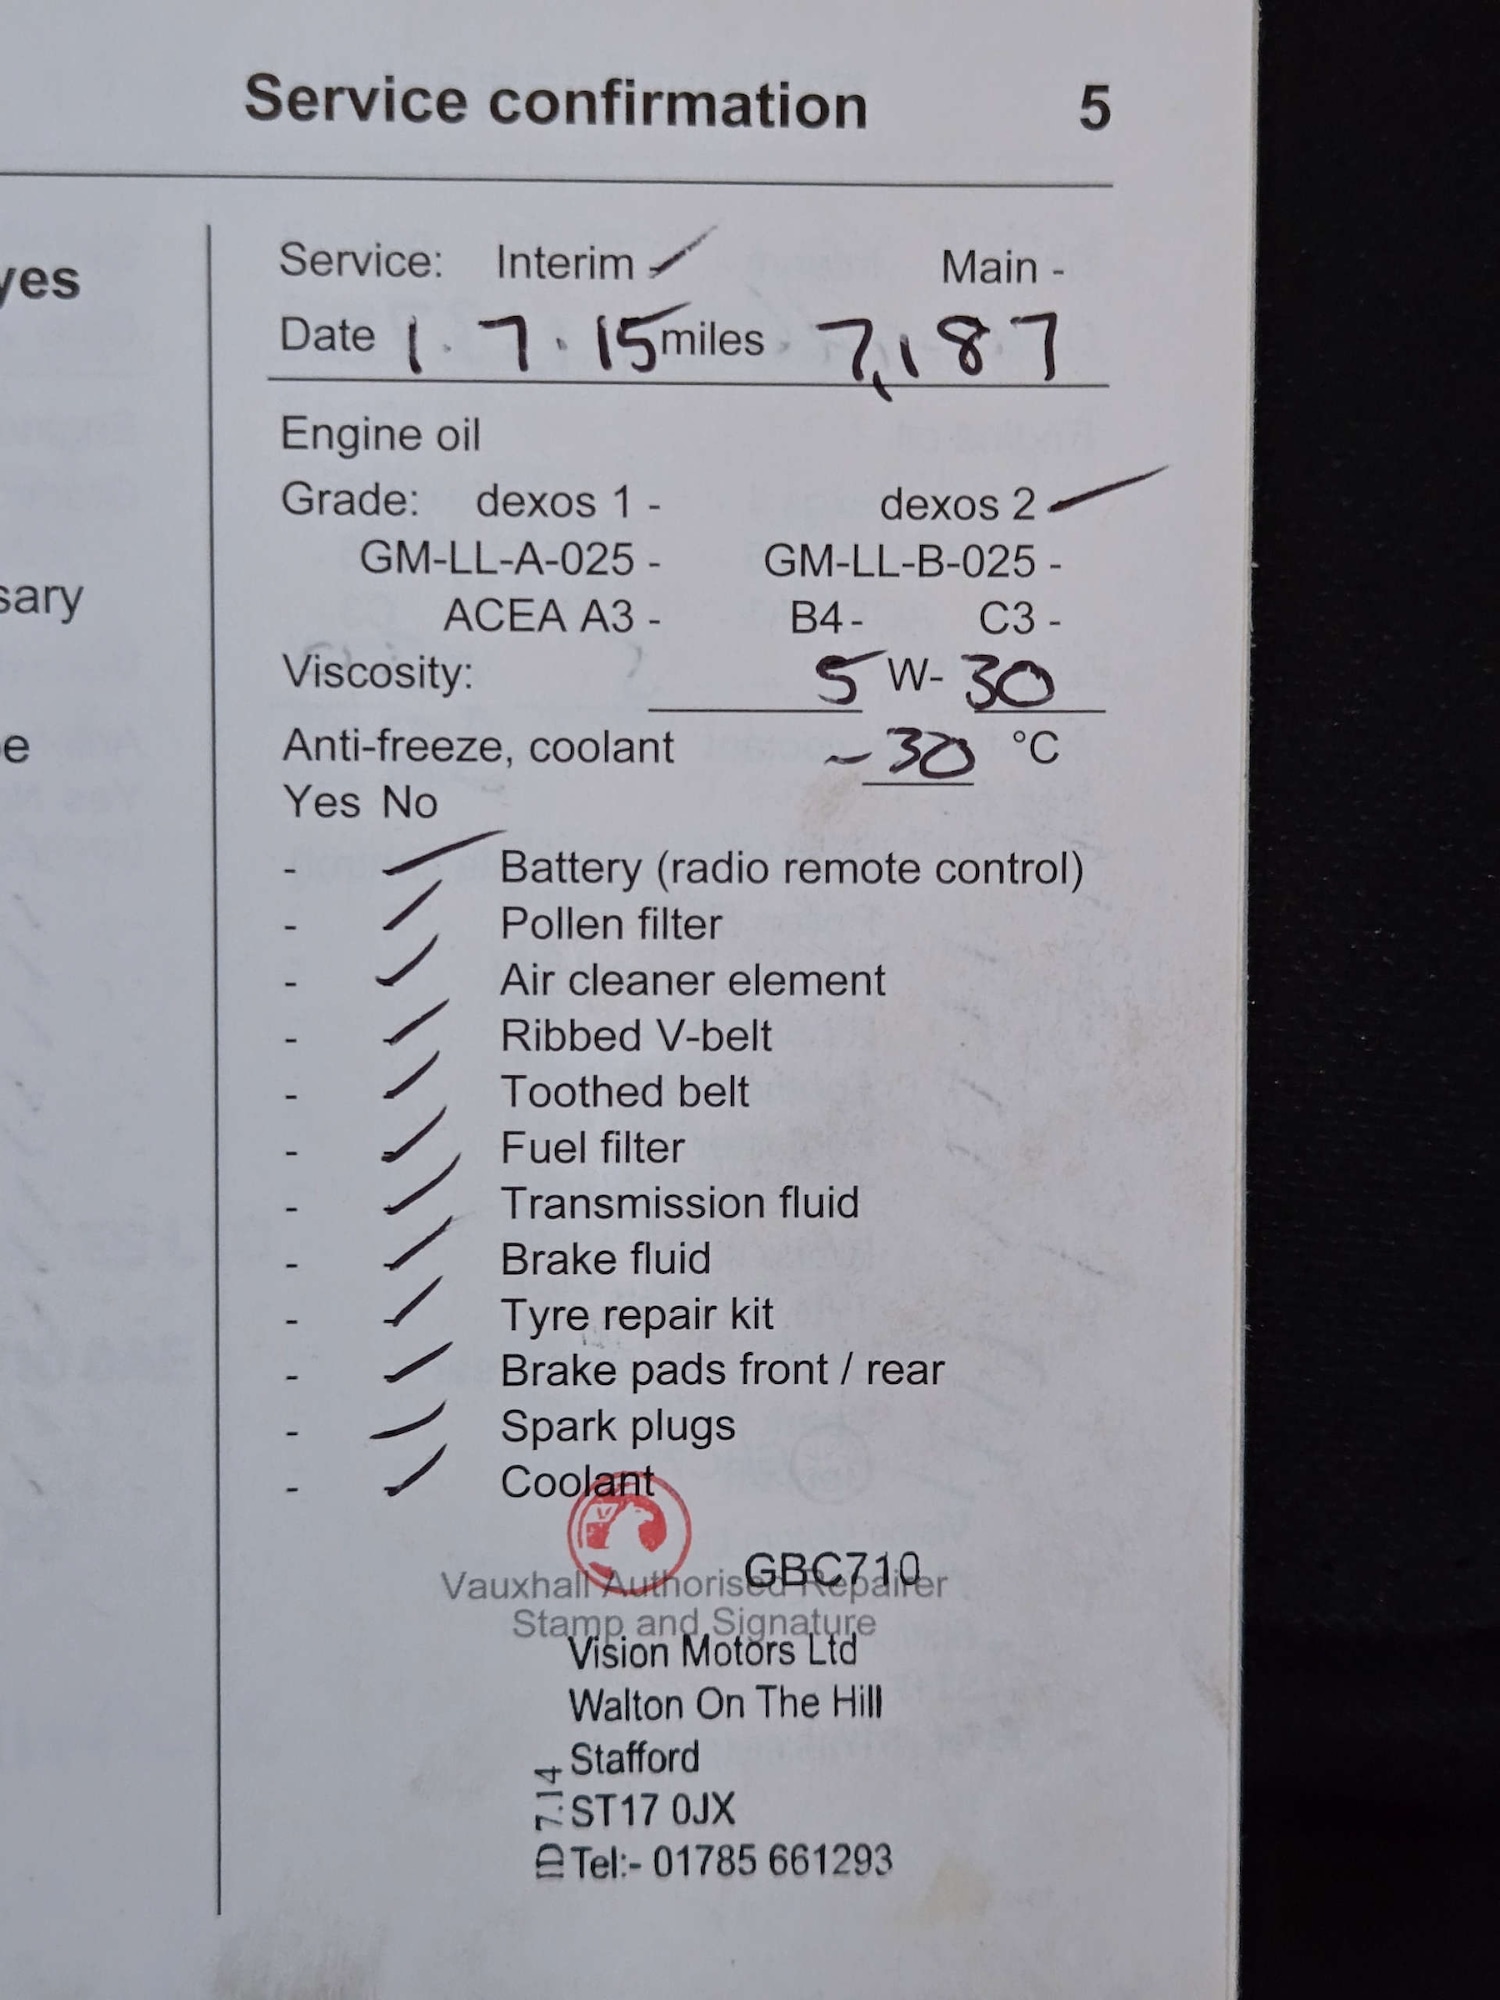 Service confirmation 5
yes
sary
e
Service: Interim ✓ Main -
Date 1.7.15 miles 7,187
Engine oil
Grade: dexos 1 - dexos 2 ✓
GM-LL-A-025 - GM-LL-B-025 -
ACEA A3 - B4 - C3 -
Viscosity: 5 W- 30
Anti-freeze, coolant -30 °C
Yes No
- ✓ Battery (radio remote control)
- ✓ Pollen filter
- ✓ Air cleaner element
- ✓ Ribbed V-belt
- ✓ Toothed belt
- ✓ Fuel filter
- ✓ Transmission fluid
- ✓ Brake fluid
- ✓ Tyre repair kit
- ✓ Brake pads front / rear
- ✓ Spark plugs
- ✓ Coolant
GBC710
Vauxhall Authorised Repairer
Stamp and Signature
Vision Motors Ltd
Walton On The Hill
Stafford
ST17 0JX
Tel:- 01785 661293
ID 7:14